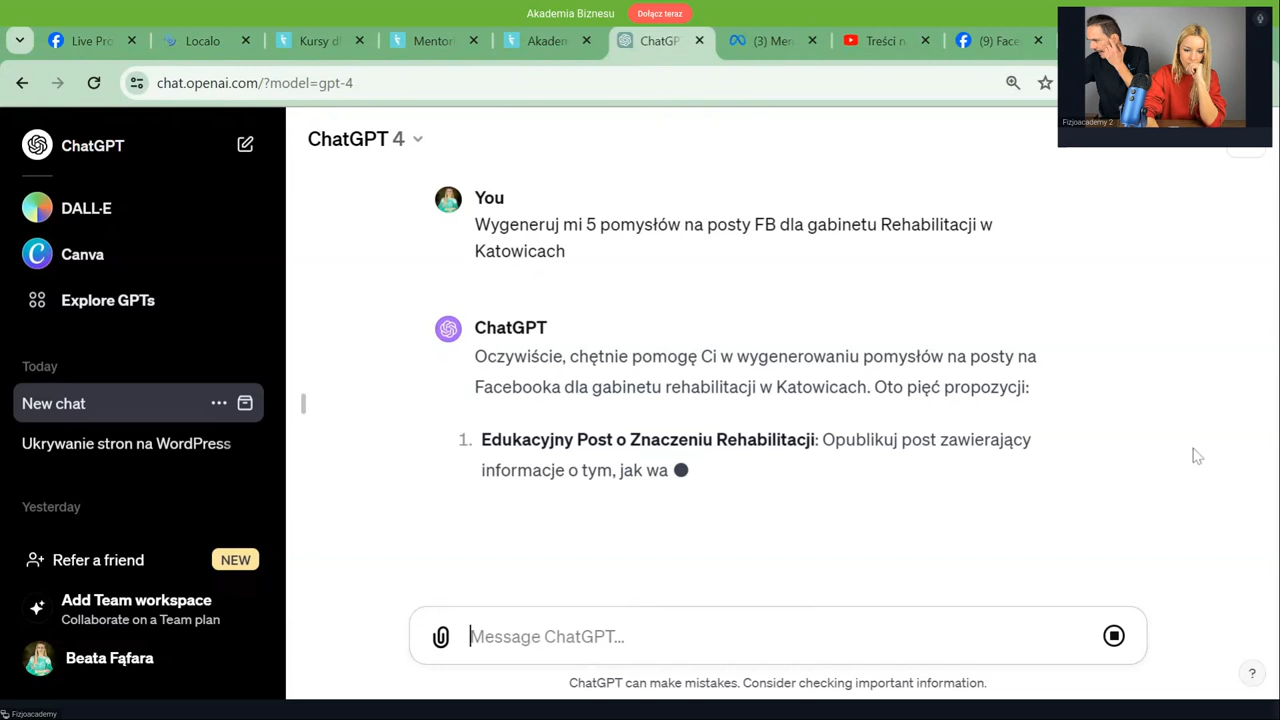 Akademia Biznesu
Dołącz teraz
Live Pro
Localo
Kursy d
Mentor
Akaden
ChatGP
(3) Me
Treści n
(9) Face
chat.openai.com/?model=gpt-4
Fizjoacademy 2
ChatGPT
DALL·E
Canva
Explore GPTs
Today
New chat
Ukrywanie stron na WordPress
Yesterday
Refer a friend
NEW
Add Team workspace
Collaborate on a Team plan
Beata Fąfara
ChatGPT 4
You
Wygeneruj mi 5 pomysłów na posty FB dla gabinetu Rehabilitacji w
Katowicach
ChatGPT
Oczywiście, chętnie pomogę Ci w wygenerowaniu pomysłów na posty na
Facebooka dla gabinetu rehabilitacji w Katowicach. Oto pięć propozycji:
1. Edukacyjny Post o Znaczeniu Rehabilitacji: Opublikuj post zawierający
informacje o tym, jak wa
Message ChatGPT...
ChatGPT can make mistakes. Consider checking important information.
?
Fizjoacademy